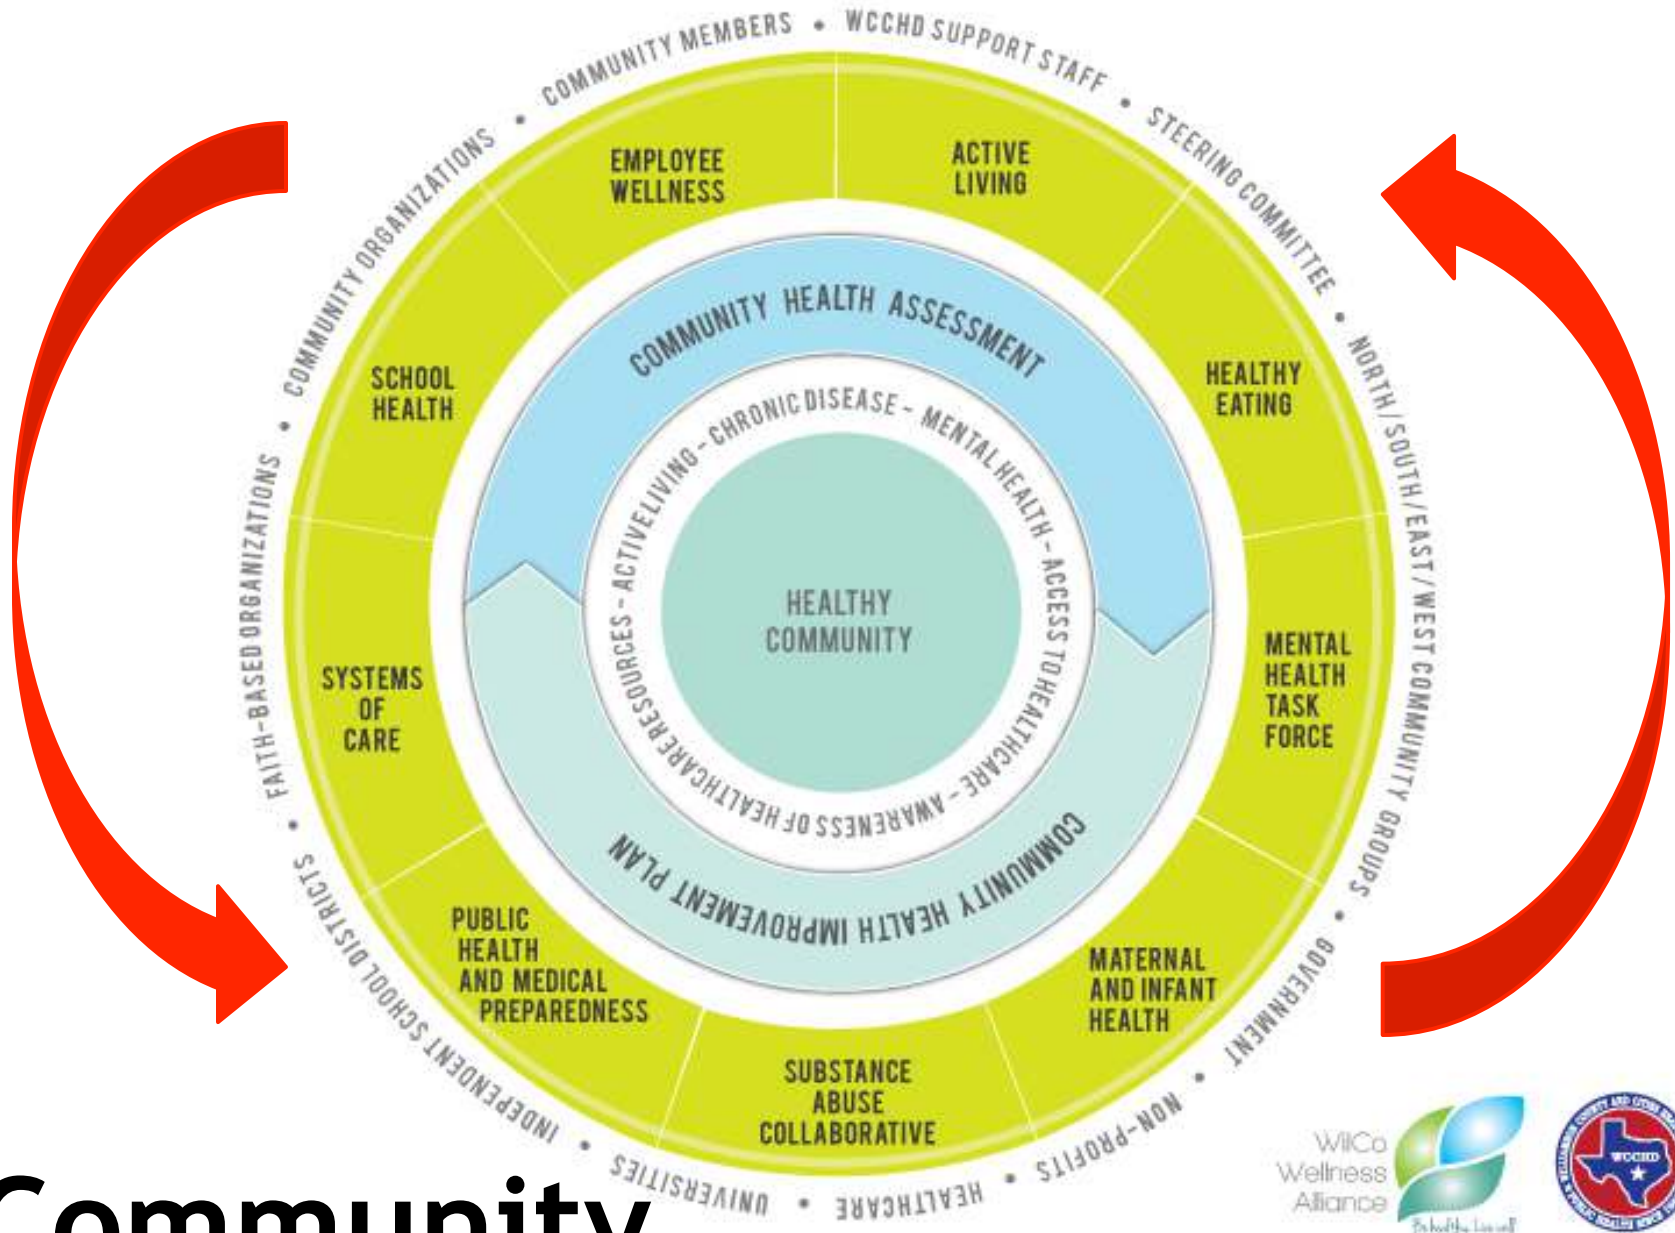 COMMUNITY MEMBERS • WCCHD SUPPORT STAFF • STEERING COMMITTEE • NORTH/SOUTH/EAST/WEST COMMUNITY GROUPS • GOVERNMENT • NON-PROFITS • HEALTHCARE • UNIVERSITIES • INDEPENDENT SCHOOL DISTRICTS • FAITH-BASED ORGANIZATIONS • COMMUNITY ORGANIZATIONS •
EMPLOYEE
WELLNESS
ACTIVE
LIVING
HEALTHY
EATING
MENTAL
HEALTH
TASK
FORCE
MATERNAL
AND INFANT
HEALTH
SUBSTANCE
ABUSE
COLLABORATIVE
PUBLIC
HEALTH
AND MEDICAL
PREPAREDNESS
SYSTEMS
OF
CARE
SCHOOL
HEALTH
COMMUNITY HEALTH ASSESSMENT
COMMUNITY HEALTH IMPROVEMENT PLAN
ACTIVE LIVING - CHRONIC DISEASE - MENTAL HEALTH - ACCESS TO HEALTHCARE - AWARENESS OF HEALTHCARE RESOURCES -
HEALTHY
COMMUNITY
WilCo
Wellness
Alliance
WCCHD
Community